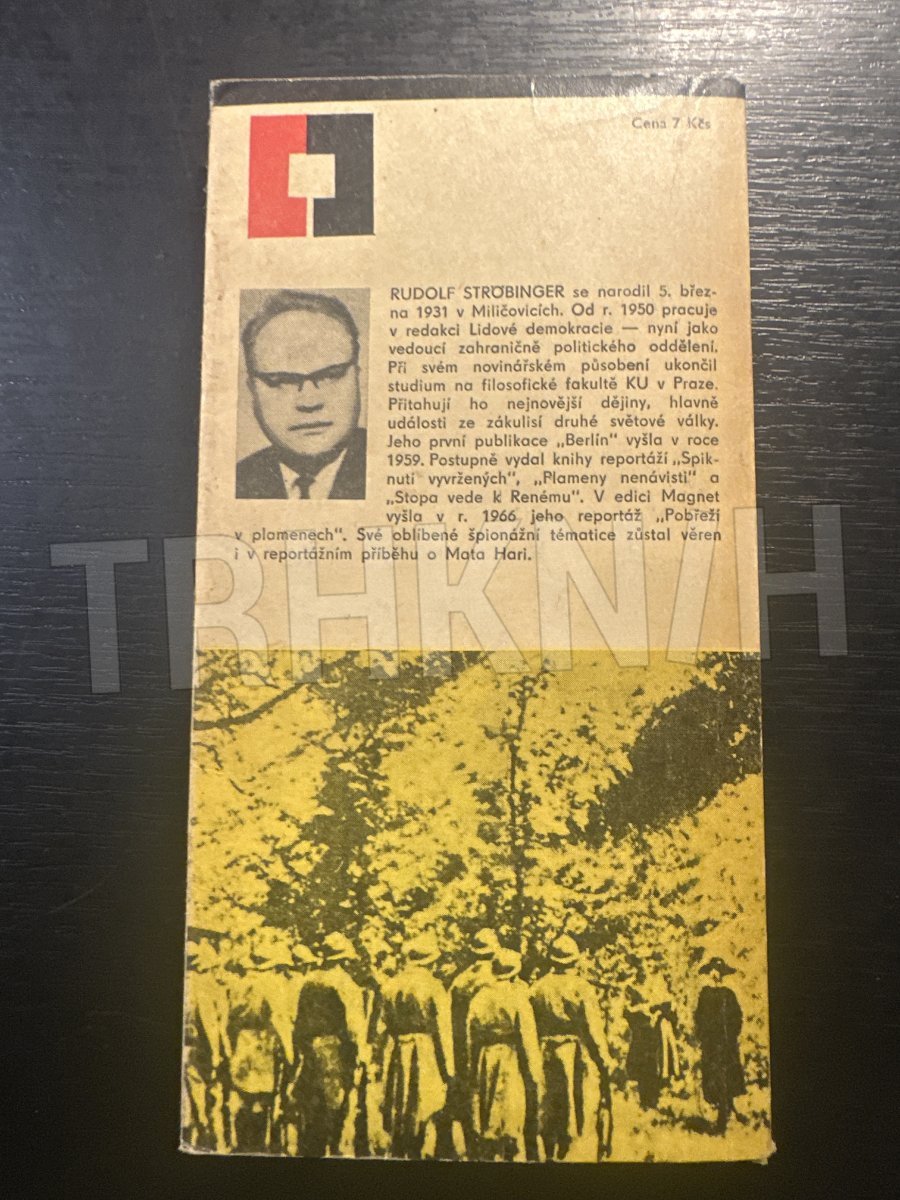 Cena 7 Kčs
RUDOLF STRÖBINGER se narodil 5. břez-
na 1931 v Miličovicích. Od r. 1950 pracuje
v redakci Lidové demokracie — nyní jako
vedoucí zahraničně politického oddělení.
Při svém novinářském působení ukončil
studium na filosofické fakultě KU v Praze.
Přitahují ho nejnovější dějiny, hlavně
události ze zákulisí druhé světové války.
Jeho první publikace „Berlín“ vyšla v roce
1959. Postupně vydal knihy reportáží „Spik-
nutí vyvržených“, „Plameny nenávisti“ a
„Stopa vede k Renému“. V edici Magnet
vyšla v r. 1966 jeho reportáž „Pobřeží
v plamenech“. Své oblíbené špionážní tématice zůstal věren
i v reportážním příběhu o Mata Hari.
TRHKNI/H